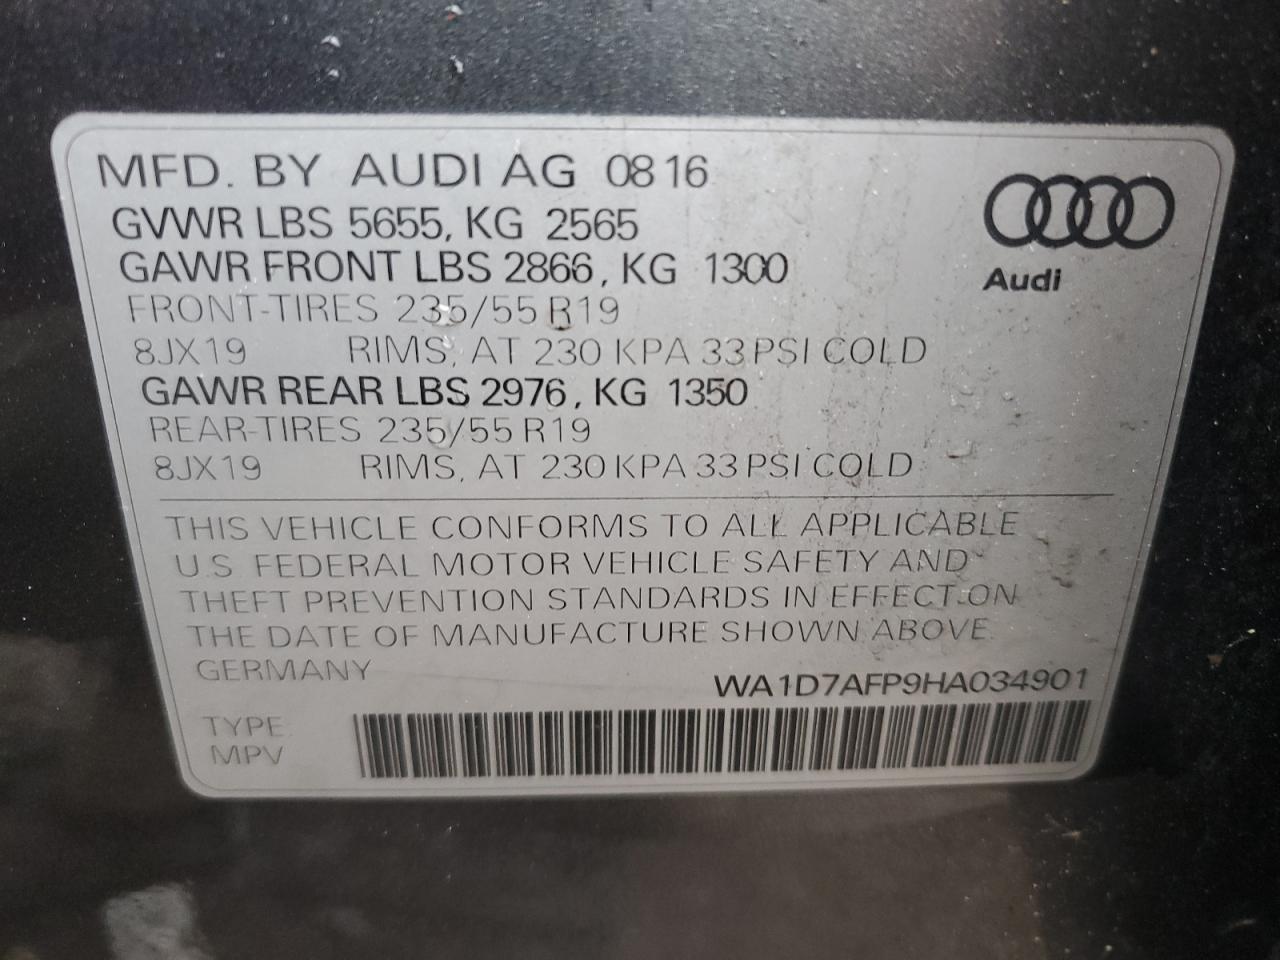 MFD. BY AUDI AG 08 16
GVWR LBS 5655, KG 2565
GAWR FRONT LBS 2866, KG 1300
FRONT-TIRES 235/55 R19
8JX19 RIMS, AT 230 KPA 33 PSI COLD
GAWR REAR LBS 2976, KG 1350
REAR-TIRES 235/55 R19
8JX19 RIMS, AT 230 KPA 33 PSI COLD
Audi
THIS VEHICLE CONFORMS TO ALL APPLICABLE
U.S. FEDERAL MOTOR VEHICLE SAFETY AND
THEFT PREVENTION STANDARDS IN EFFECT ON
THE DATE OF MANUFACTURE SHOWN ABOVE.
GERMANY
WA1D7AFP9HA034901
TYPE:
MPV